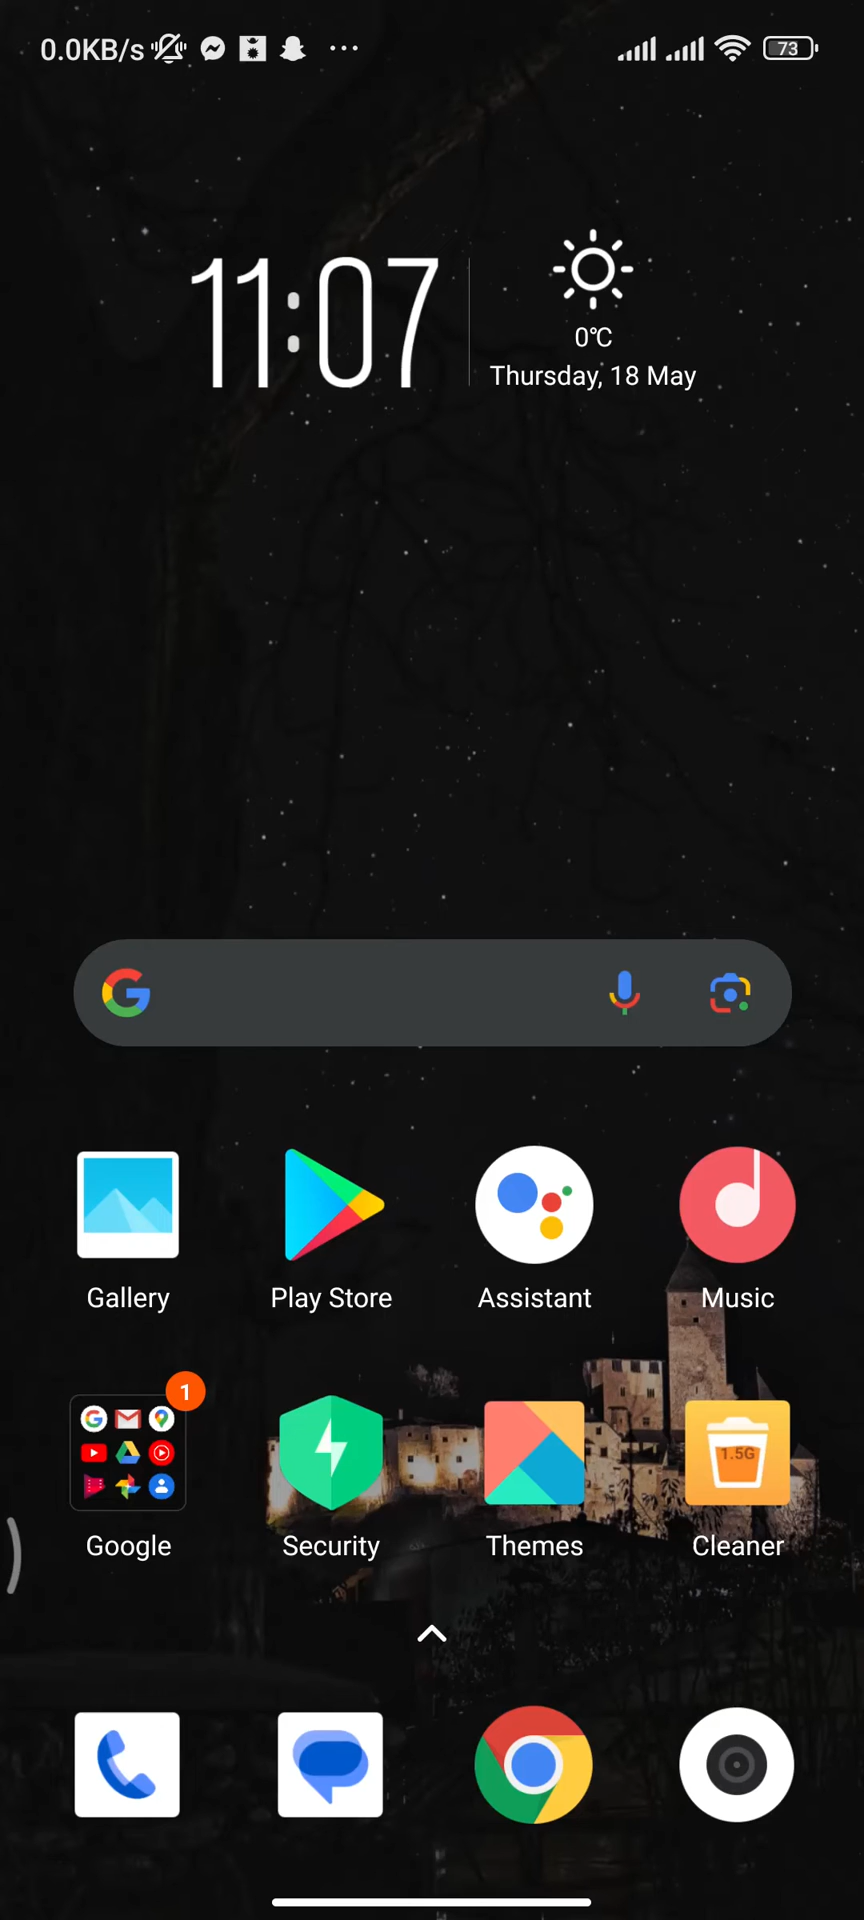 0.0KB/s
73
11:07
0℃
Thursday, 18 May
Gallery
Play Store
Assistant
Music
1
1.5G
Google
Security
Themes
Cleaner